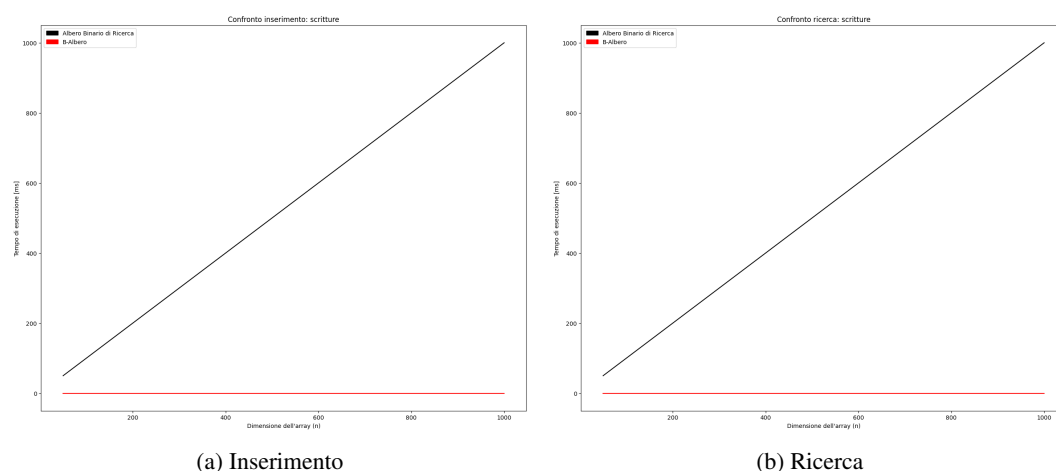 Confronto inserimento: scritture
Albero Binario di Ricerca
B-Albero
1000
800
600
400
200
0
Tempo di esecuzione [ms]
200
400
600
800
1000
Dimensione dell'array (n)
(a) Inserimento
Confronto ricerca: scritture
Albero Binario di Ricerca
B-Albero
1000
800
600
400
200
0
Tempo di esecuzione [ms]
200
400
600
800
1000
Dimensione dell'array (n)
(b) Ricerca